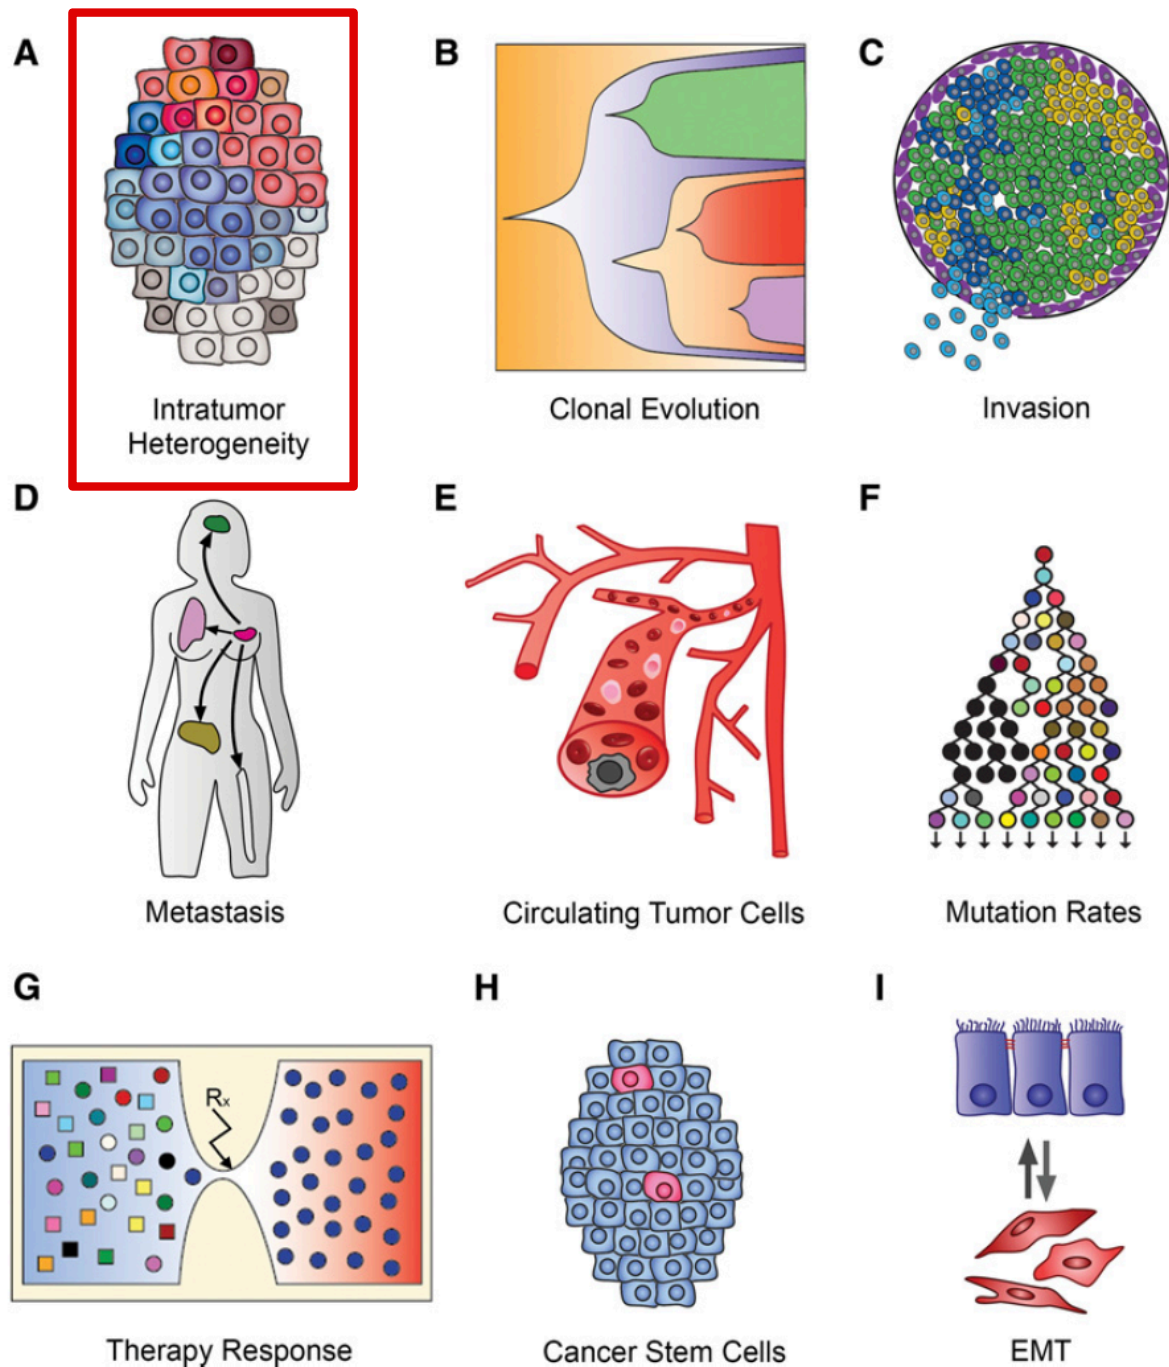 A
B
C
Intratumor
Heterogeneity
Clonal Evolution
Invasion
D
E
F
Metastasis
Circulating Tumor Cells
Mutation Rates
G
H
I
Rx
Therapy Response
Cancer Stem Cells
EMT